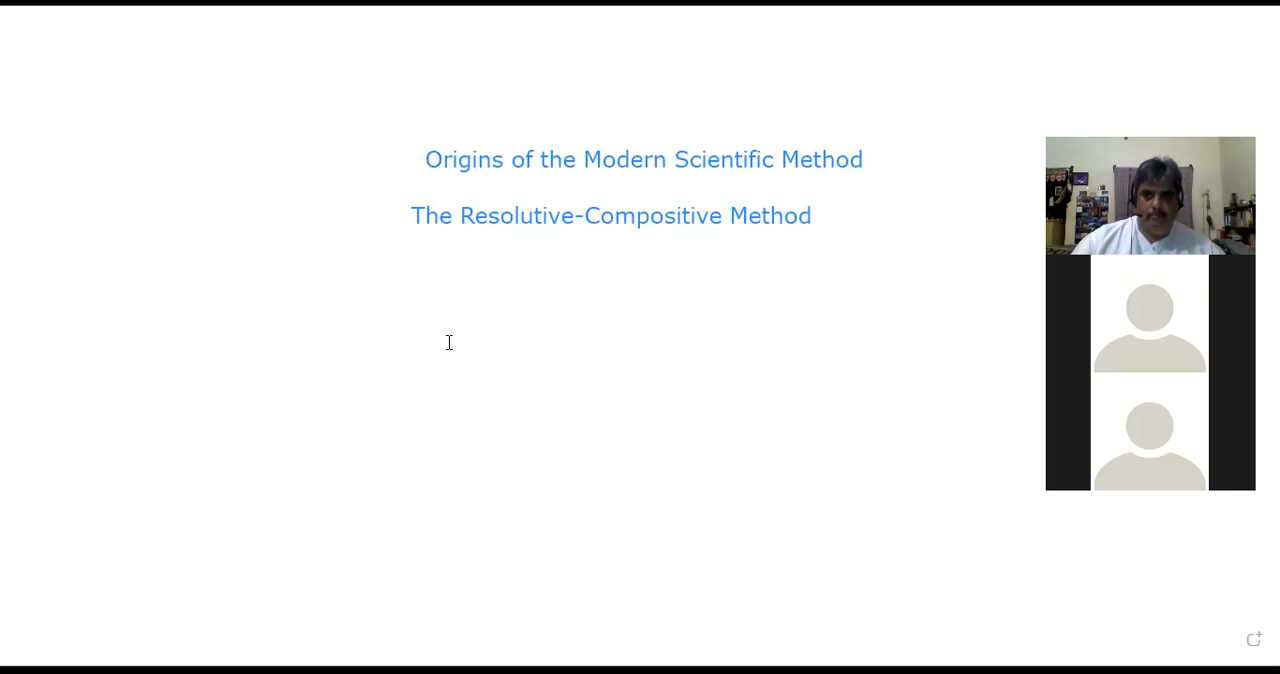 Origins of the Modern Scientific Method
The Resolutive-Compositive Method